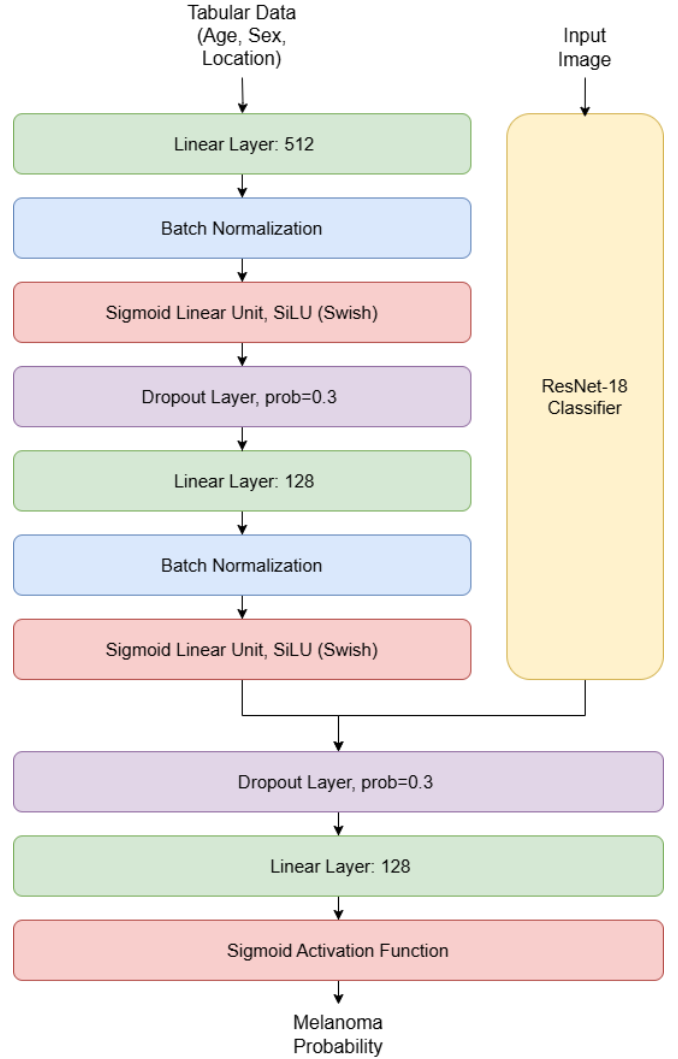 Tabular Data
(Age, Sex,
Location)
Input
Image
Linear Layer: 512
Batch Normalization
Sigmoid Linear Unit, SiLU (Swish)
Dropout Layer, prob=0.3
Linear Layer: 128
Batch Normalization
Sigmoid Linear Unit, SiLU (Swish)
ResNet-18
Classifier
Dropout Layer, prob=0.3
Linear Layer: 128
Sigmoid Activation Function
Melanoma
Probability